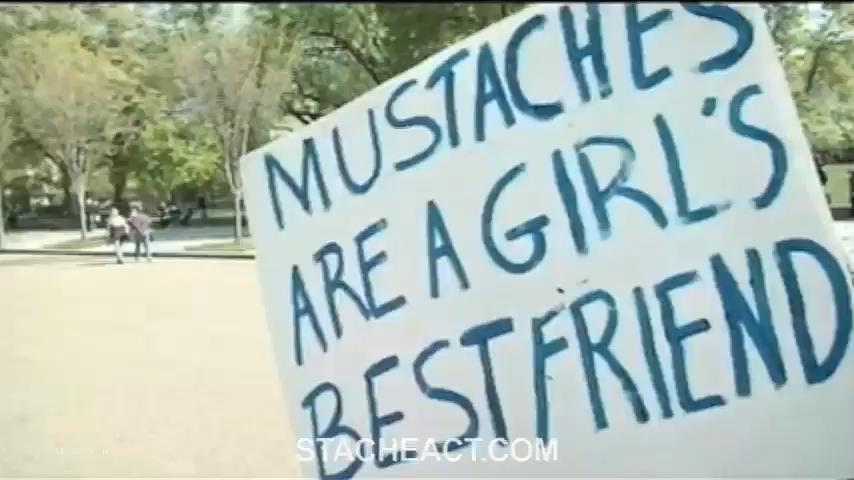 MUSTACHES
ARE A GIRL'S
BEST FRIEND
STACHEACT.COM